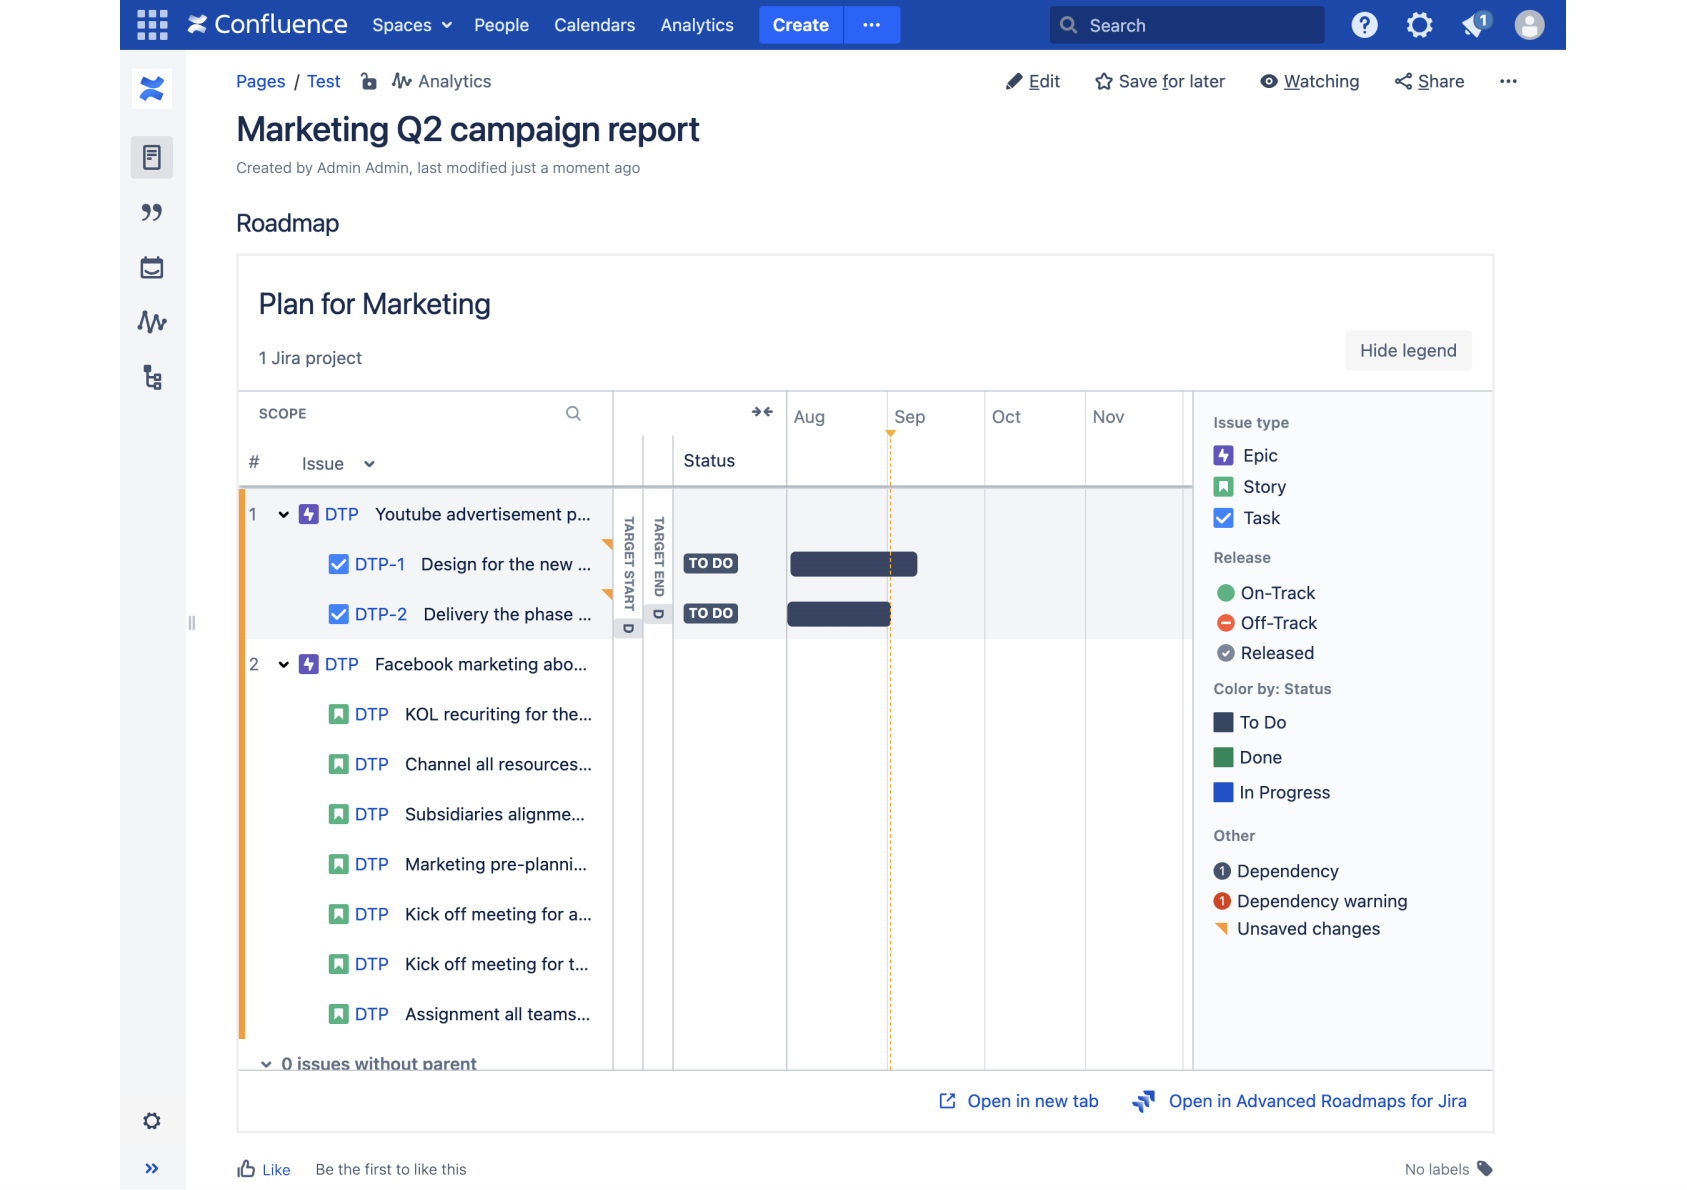 Confluence Spaces People Calendars Analytics Create ··· Search 1
Pages / Test Analytics Edit Save for later Watching Share ···
Marketing Q2 campaign report
Created by Admin Admin, last modified just a moment ago
Roadmap
Plan for Marketing
1 Jira project
Hide legend
SCOPE
Aug Sep Oct Nov
# Issue Status
TARGET START D
TARGET END D
1 DTP Youtube advertisement p...
DTP-1 Design for the new ... TO DO
DTP-2 Delivery the phase ... TO DO
2 DTP Facebook marketing abo...
DTP KOL recuriting for the...
DTP Channel all resources...
DTP Subsidiaries alignme...
DTP Marketing pre-planni...
DTP Kick off meeting for a...
DTP Kick off meeting for t...
DTP Assignment all teams...
0 issues without parent
Issue type
Epic
Story
Task
Release
On-Track
Off-Track
Released
Color by: Status
To Do
Done
In Progress
Other
1 Dependency
1 Dependency warning
Unsaved changes
Open in new tab Open in Advanced Roadmaps for Jira
Like Be the first to like this No labels